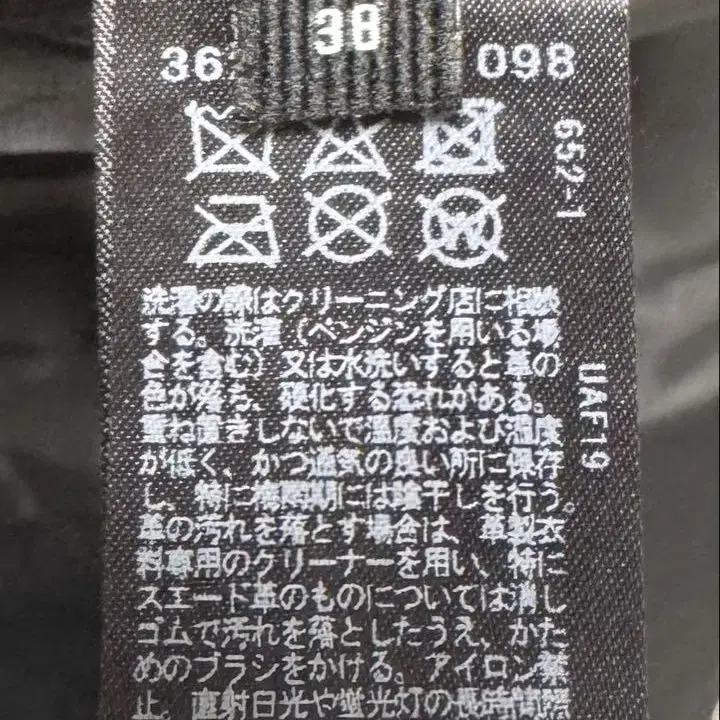 38
36
098
652-1
洗濯の際はクリーニング店に相談
する。洗濯（ベンジンを用いる場
合を含む）又は水洗いすると革の
色が落ち、硬化する恐れがある。
重ね置きしないで温度および湿度
が低く、かつ通気の良い所に保存
し、特に梅雨期には陰干しを行う。
革の汚れを落とす場合は、革製衣
料専用のクリーナーを用い、特に
スエード革のものについては消し
ゴムで汚れを落としたうえ、かた
めのブラシをかける。アイロン禁
止。直射日光や蛍光灯の長時間照
UAF19